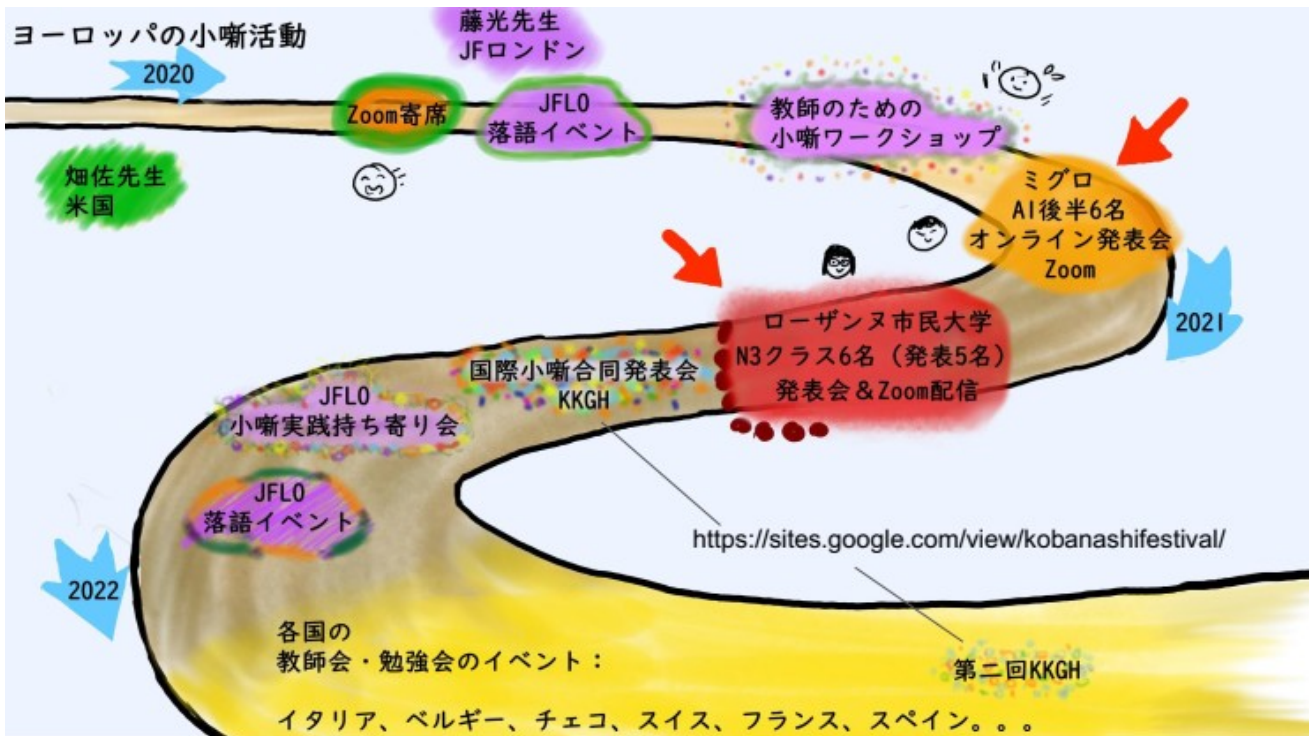 ヨーロッパの小噺活動
2020
藤光先生
JFロンドン
Zoom寄席
JFLO
落語イベント
教師のための
小噺ワークショップ
畑佐先生
米国
ミグロ
A1後半6名
オンライン発表会
Zoom
2021
ローザンヌ市民大学
N3クラス6名（発表5名）
発表会＆Zoom配信
国際小噺合同発表会
KKGH
JFLO
小噺実践持ち寄り会
JFLO
落語イベント
https://sites.google.com/view/kobanashifestival/
2022
各国の
教師会・勉強会のイベント：
第二回KKGH
イタリア、ベルギー、チェコ、スイス、フランス、スペイン。。。